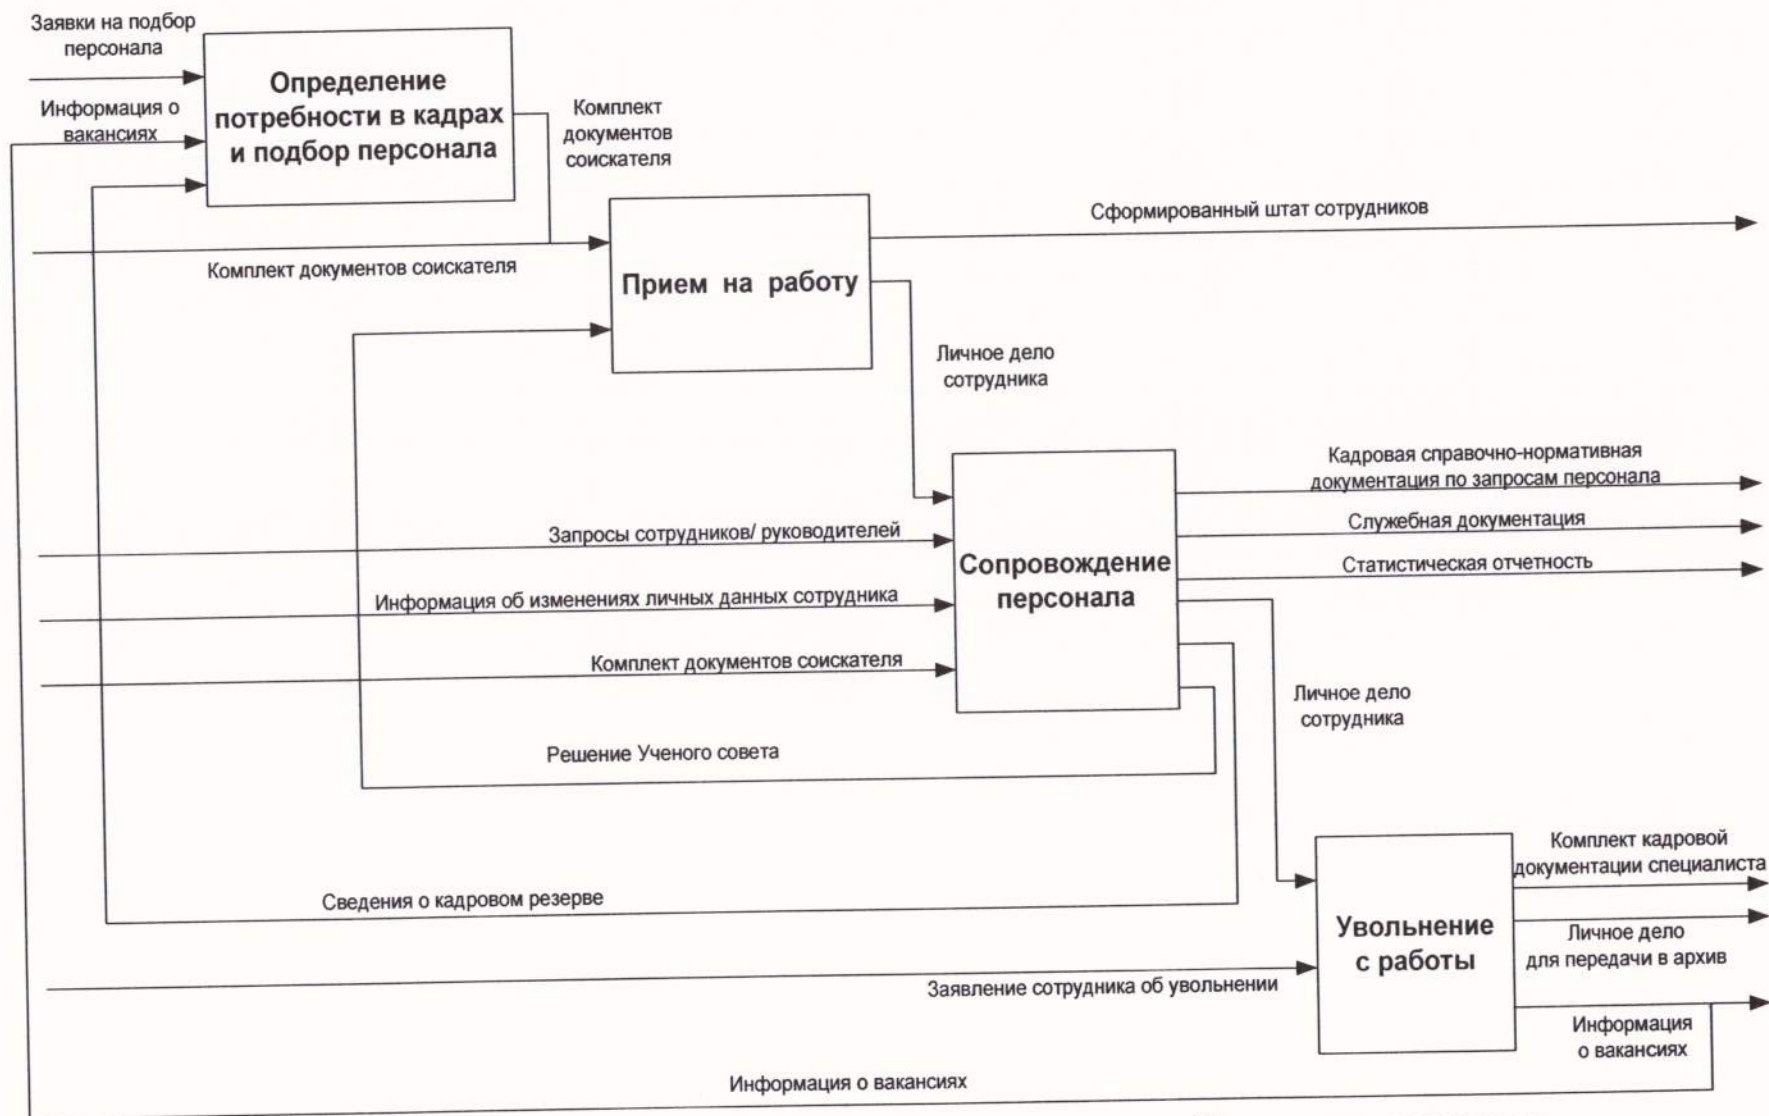 Заявки на подбор
персонала
Определение
потребности в кадрах
и подбор персонала
Информация о
вакансиях
Комплект
документов
соискателя
Комплект документов соискателя
Прием на работу
Сформированный штат сотрудников
Личное дело
сотрудника
Кадровая справочно-нормативная
документация по запросам персонала
Запросы сотрудников/ руководителей
Служебная документация
Сопровождение
персонала
Статистическая отчетность
Информация об изменениях личных данных сотрудника
Комплект документов соискателя
Личное дело
сотрудника
Решение Ученого совета
Комплект кадровой
документации специалиста
Сведения о кадровом резерве
Увольнение
с работы
Личное дело
для передачи в архив
Заявление сотрудника об увольнении
Информация
о вакансиях
Информация о вакансиях